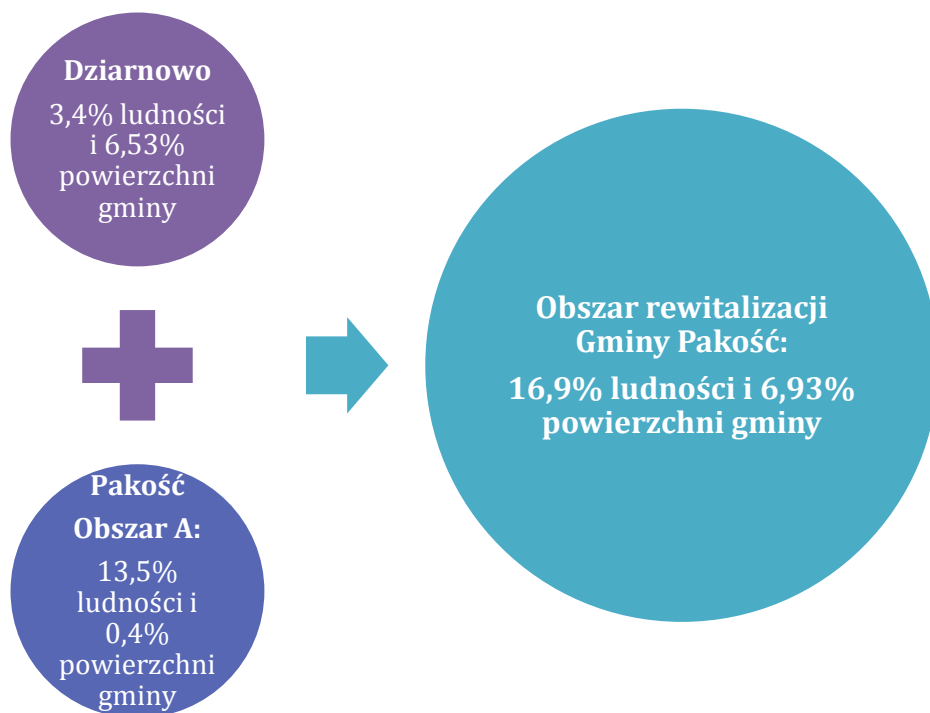 Dziarnowo
3,4% ludności
i 6,53%
powierzchni
gminy
Pakość
Obszar A:
13,5%
ludności i
0,4%
powierzchni
gminy
Obszar rewitalizacji
Gminy Pakość:
16,9% ludności i 6,93%
powierzchni gminy